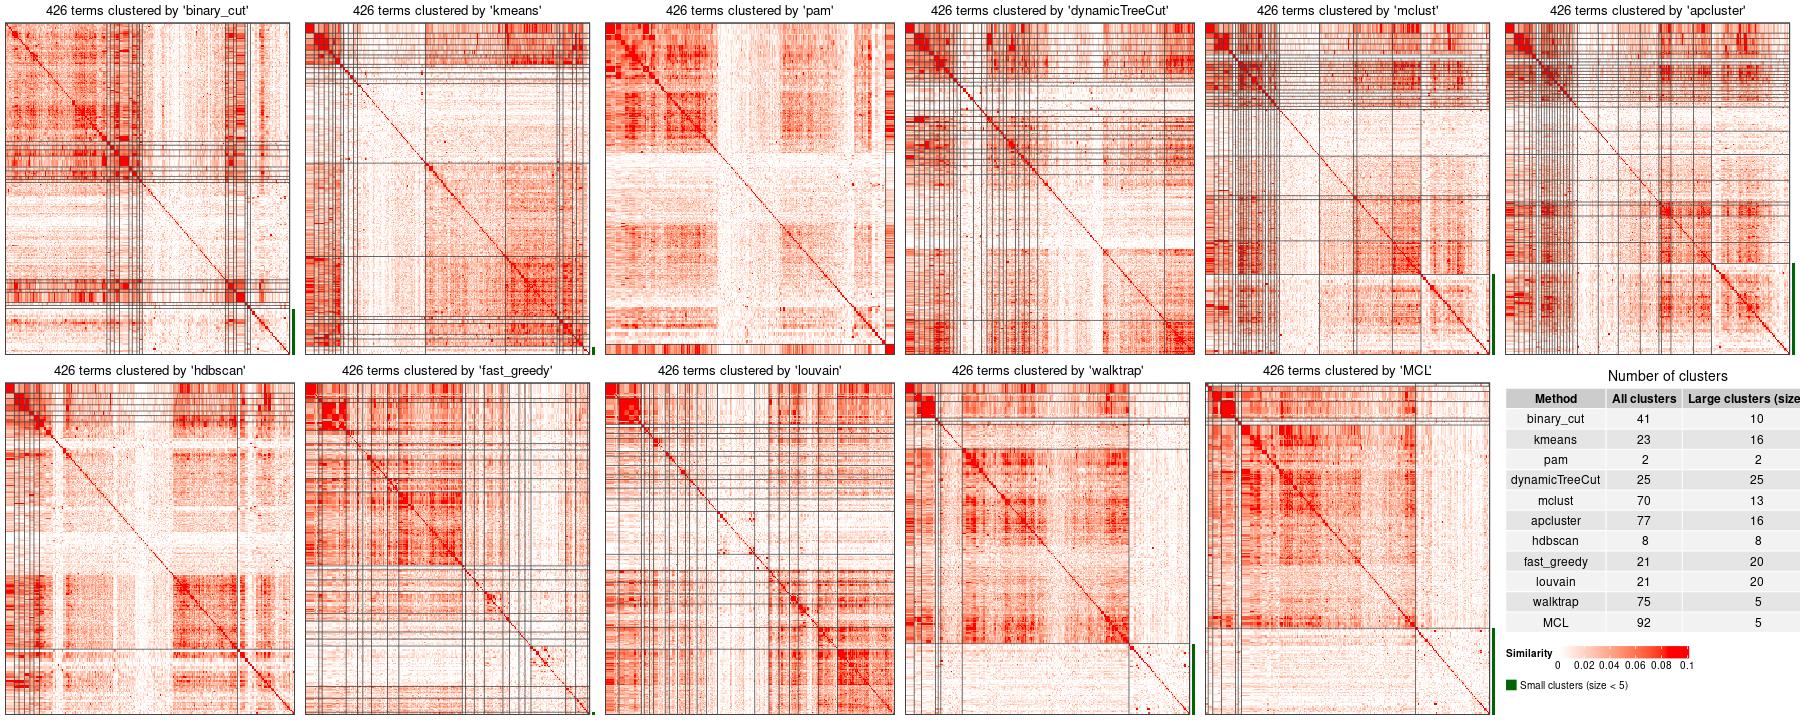 426 terms clustered by 'binary_cut'
426 terms clustered by 'kmeans'
426 terms clustered by 'pam'
426 terms clustered by 'dynamicTreeCut'
426 terms clustered by 'mclust'
426 terms clustered by 'apcluster'
426 terms clustered by 'hdbscan'
426 terms clustered by 'fast_greedy'
426 terms clustered by 'louvain'
426 terms clustered by 'walktrap'
426 terms clustered by 'MCL'
Number of clusters
Method All clusters Large clusters (size
binary_cut 41 10
kmeans 23 16
pam 2 2
dynamicTreeCut 25 25
mclust 70 13
apcluster 77 16
hdbscan 8 8
fast_greedy 21 20
louvain 21 20
walktrap 75 5
MCL 92 5
Similarity
0 0.02 0.04 0.06 0.08 0.1
Small clusters (size < 5)